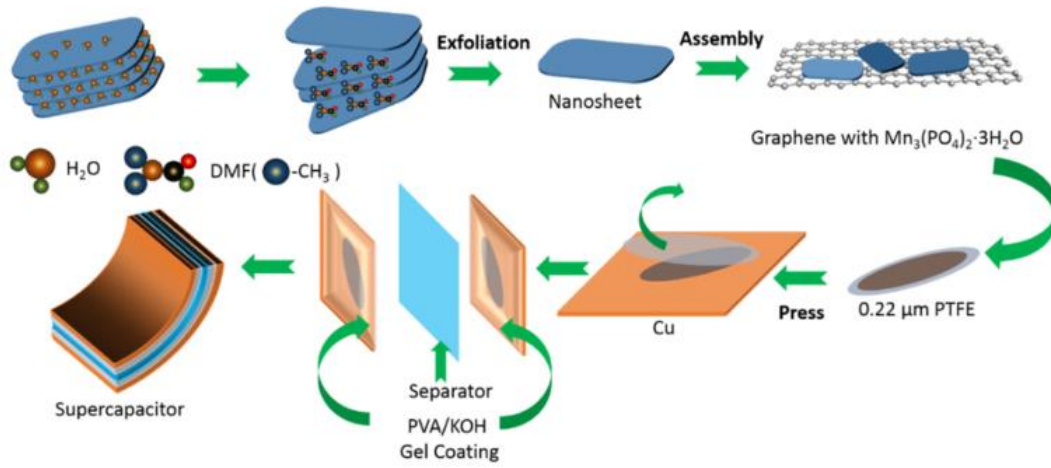 Exfoliation
Assembly
Nanosheet
Graphene with Mn₃(PO₄)₂·3H₂O
H₂O
DMF( -CH₃ )
Supercapacitor
Separator
PVA/KOH
Gel Coating
Cu
Press
0.22 μm PTFE